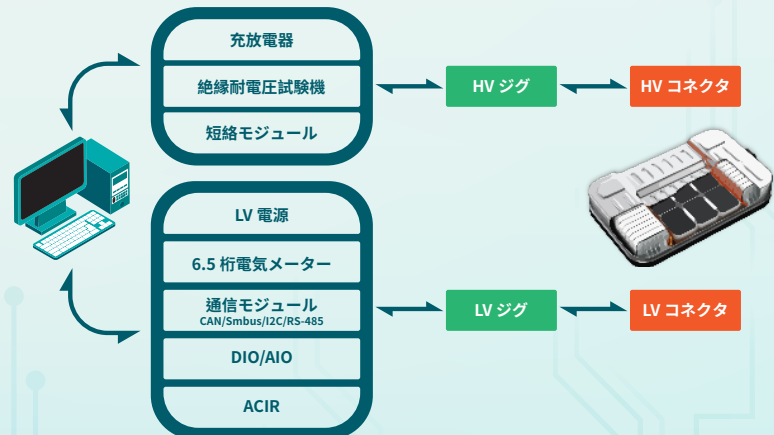 充放電器
絶縁耐電圧試験機
短絡モジュール
HV ジグ
HV コネクタ
LV 電源
6.5 桁電気メーター
通信モジュール
CAN/Smbus/I2C/RS-485
DIO/AIO
ACIR
LV ジグ
LV コネクタ